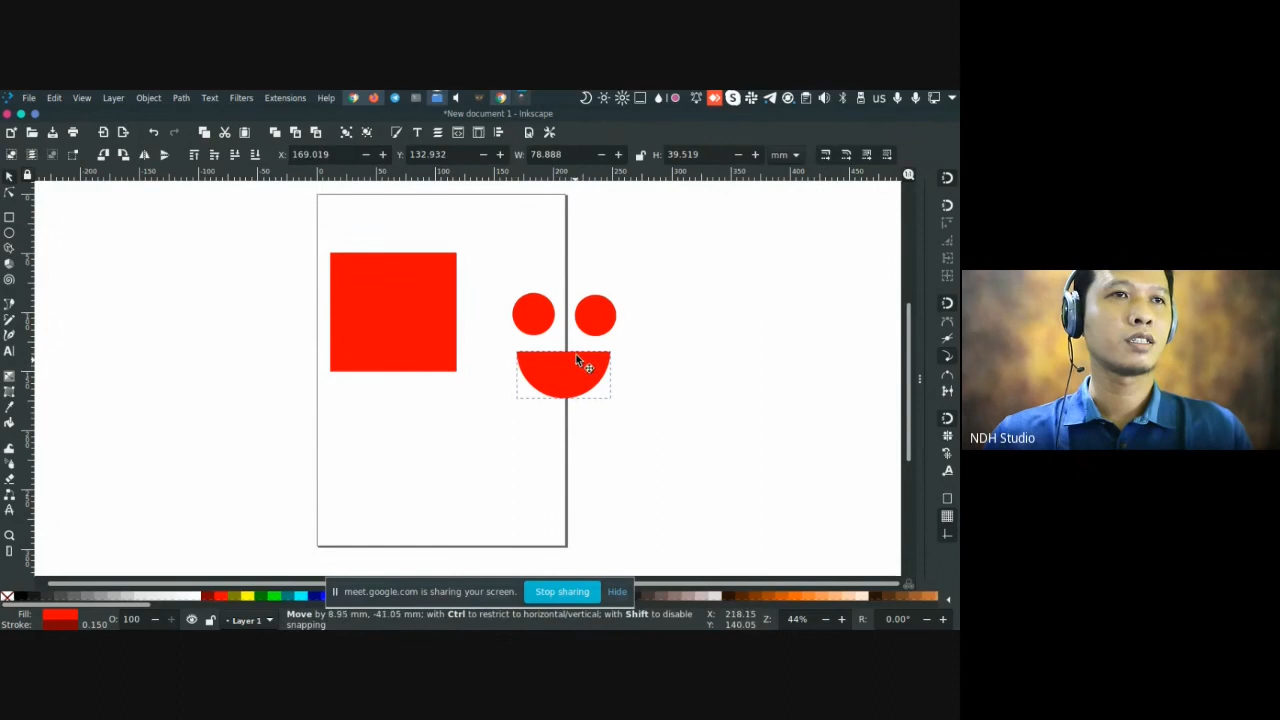 File Edit View Layer Object Path Text Filters Extensions Help US
*New document 1 - Inkscape
X: 169.019 Y: 132.932 W: 78.888 H: 39.519 mm
-200 -150 -100 -50 0 50 100 150 200 250 300 350 400 450
NDH Studio
meet.google.com is sharing your screen. Stop sharing Hide
Fill: O: 100 Layer 1 Move by 8.95 mm, -41.05 mm; with Ctrl to restrict to horizontal/vertical; with Shift to disable X: 218.15 Z: 44% R: 0.00°
Stroke: 0.150 snapping Y: 140.05